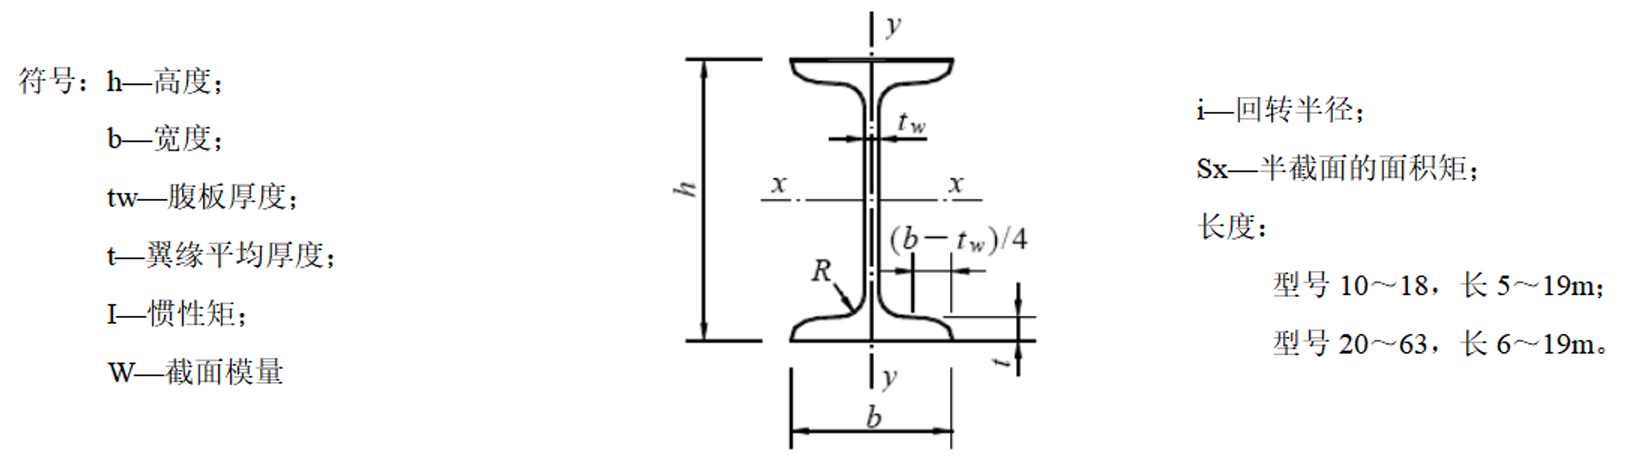 符号：h—高度；
b—宽度；
tw—腹板厚度；
t—翼缘平均厚度；
I—惯性矩；
W—截面模量
y
t w
h
x
x
(b－t w)/4
R
t
y
b
i—回转半径；
Sx—半截面的面积矩；
长度：
型号 10～18，长 5～19m；
型号 20～63，长 6～19m。